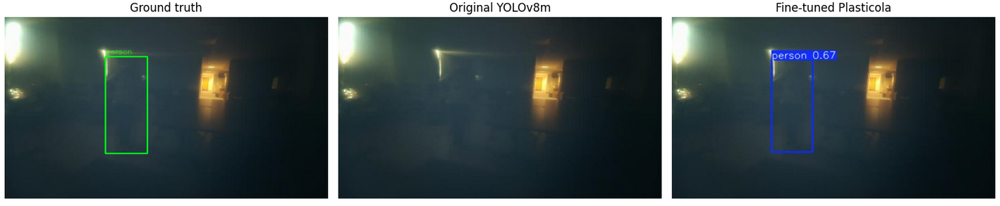 Ground truth
Original YOLOv8m
Fine-tuned Plasticola
person
person 0.67